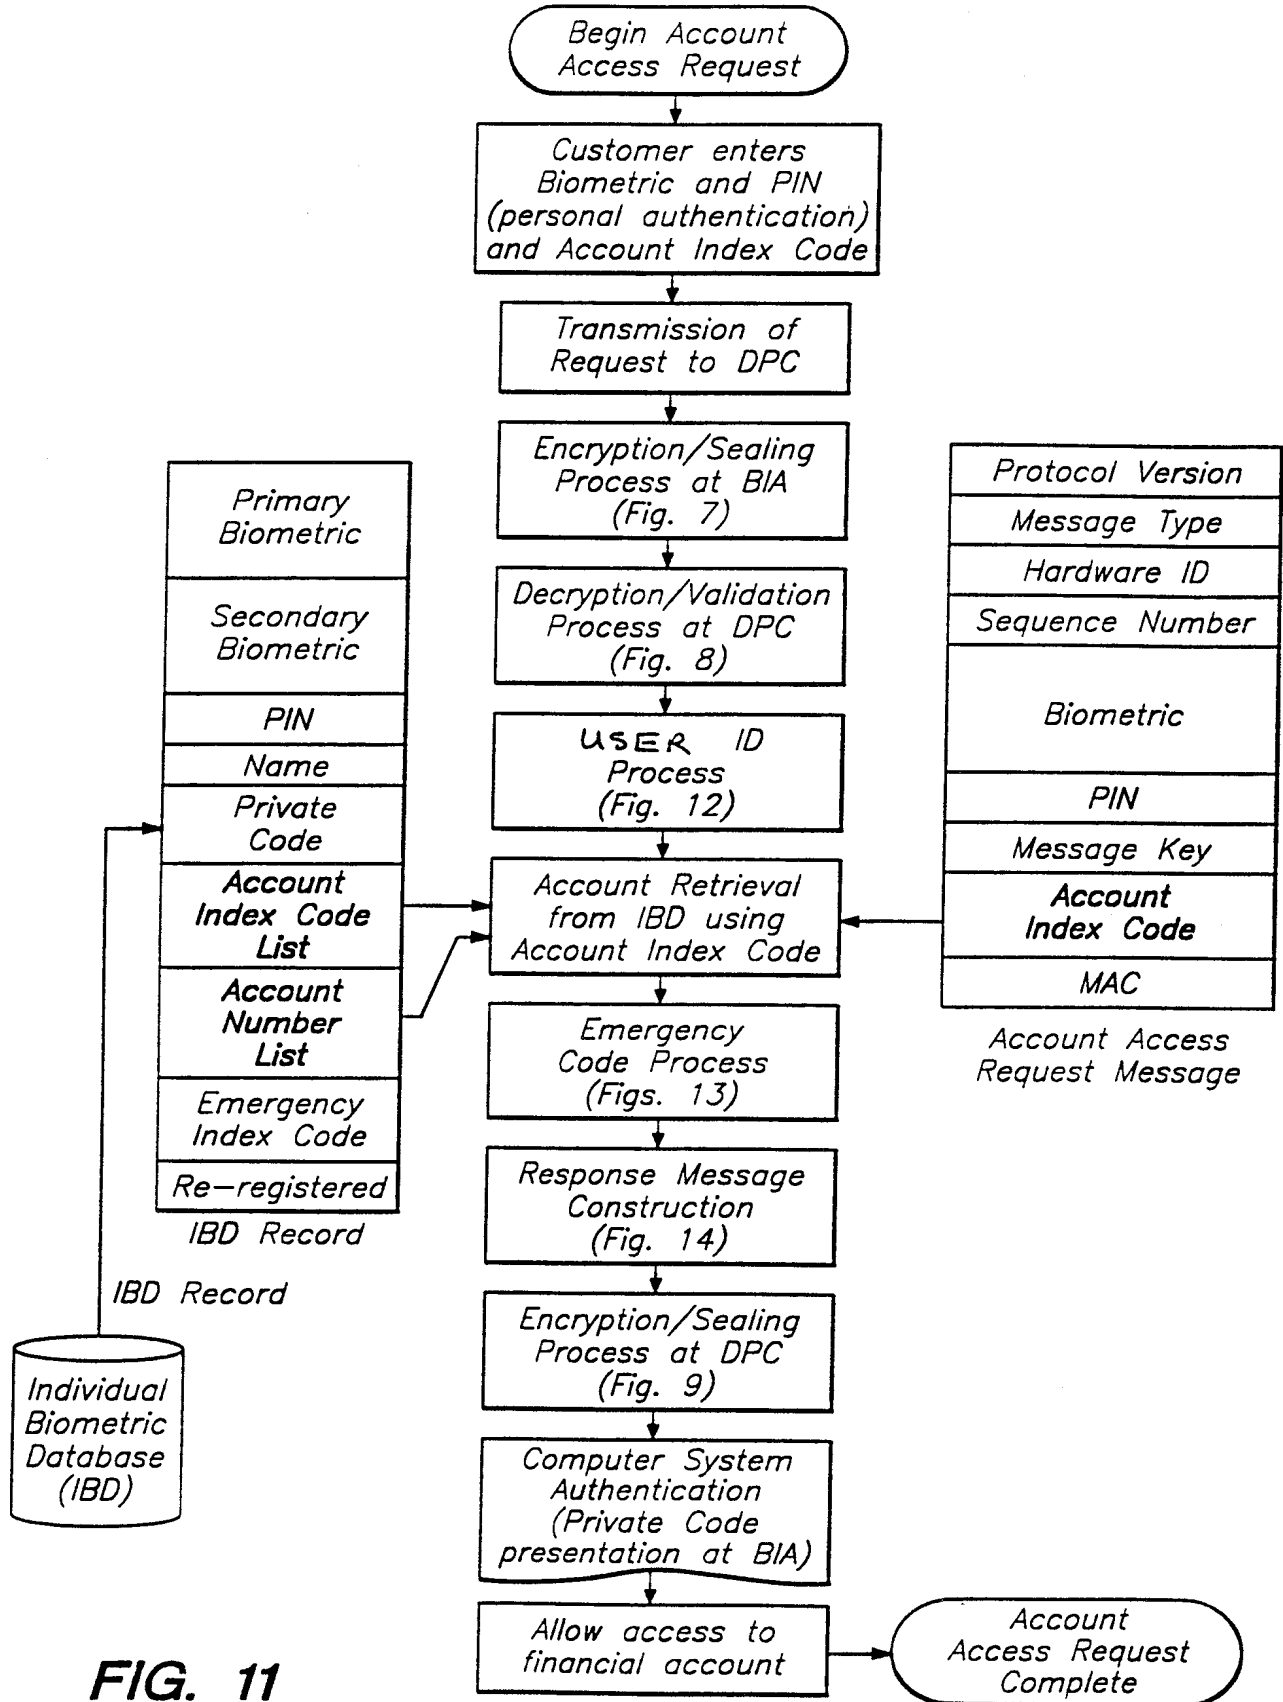 Begin Account
Access Request
Customer enters
Biometric and PIN
(personal authentication)
and Account Index Code
Transmission of
Request to DPC
Encryption/Sealing
Process at BIA
(Fig. 7)
Decryption/Validation
Process at DPC
(Fig. 8)
USER ID
Process
(Fig. 12)
Account Retrieval
from IBD using
Account Index Code
Emergency
Code Process
(Figs. 13)
Response Message
Construction
(Fig. 14)
Encryption/Sealing
Process at DPC
(Fig. 9)
Computer System
Authentication
(Private Code
presentation at BIA)
Allow access to
financial account
Account
Access Request
Complete
Primary
Biometric
Secondary
Biometric
PIN
Name
Private
Code
Account
Index Code
List
Account
Number
List
Emergency
Index Code
Re-registered
IBD Record
IBD Record
Individual
Biometric
Database
(IBD)
Protocol Version
Message Type
Hardware ID
Sequence Number
Biometric
PIN
Message Key
Account
Index Code
MAC
Account Access
Request Message
FIG. 11